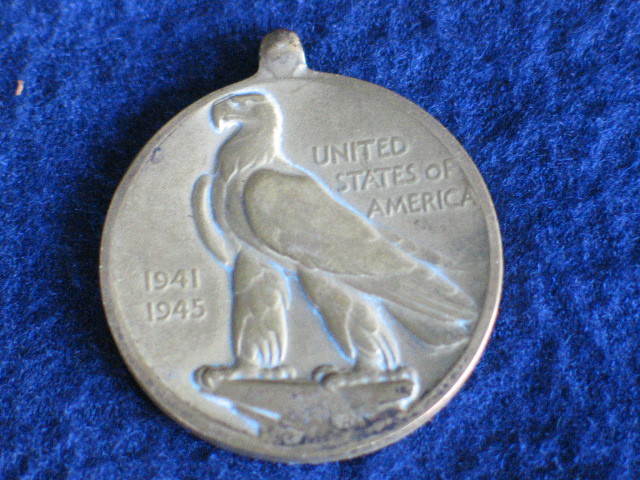 UNITED
STATES OF
AMERICA
1941
1945